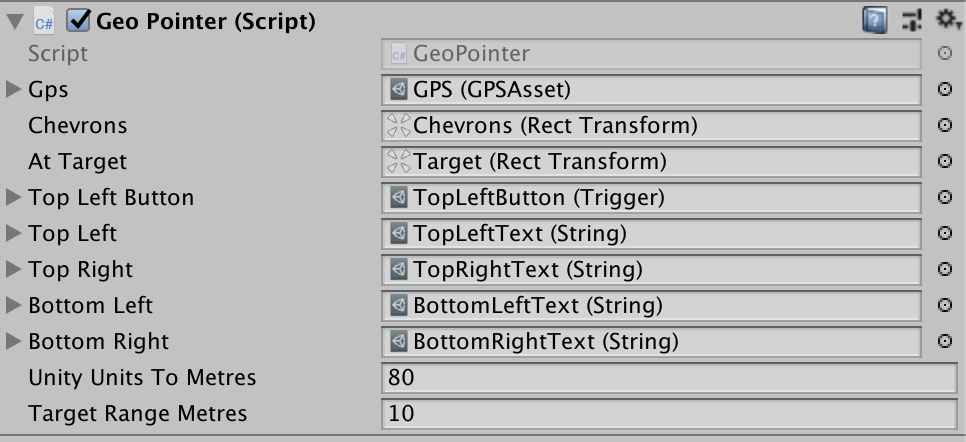 C# Geo Pointer (Script)
Script C# GeoPointer
Gps GPS (GPSAsset)
Chevrons Chevrons (Rect Transform)
At Target Target (Rect Transform)
Top Left Button TopLeftButton (Trigger)
Top Left TopLeftText (String)
Top Right TopRightText (String)
Bottom Left BottomLeftText (String)
Bottom Right BottomRightText (String)
Unity Units To Metres 80
Target Range Metres 10